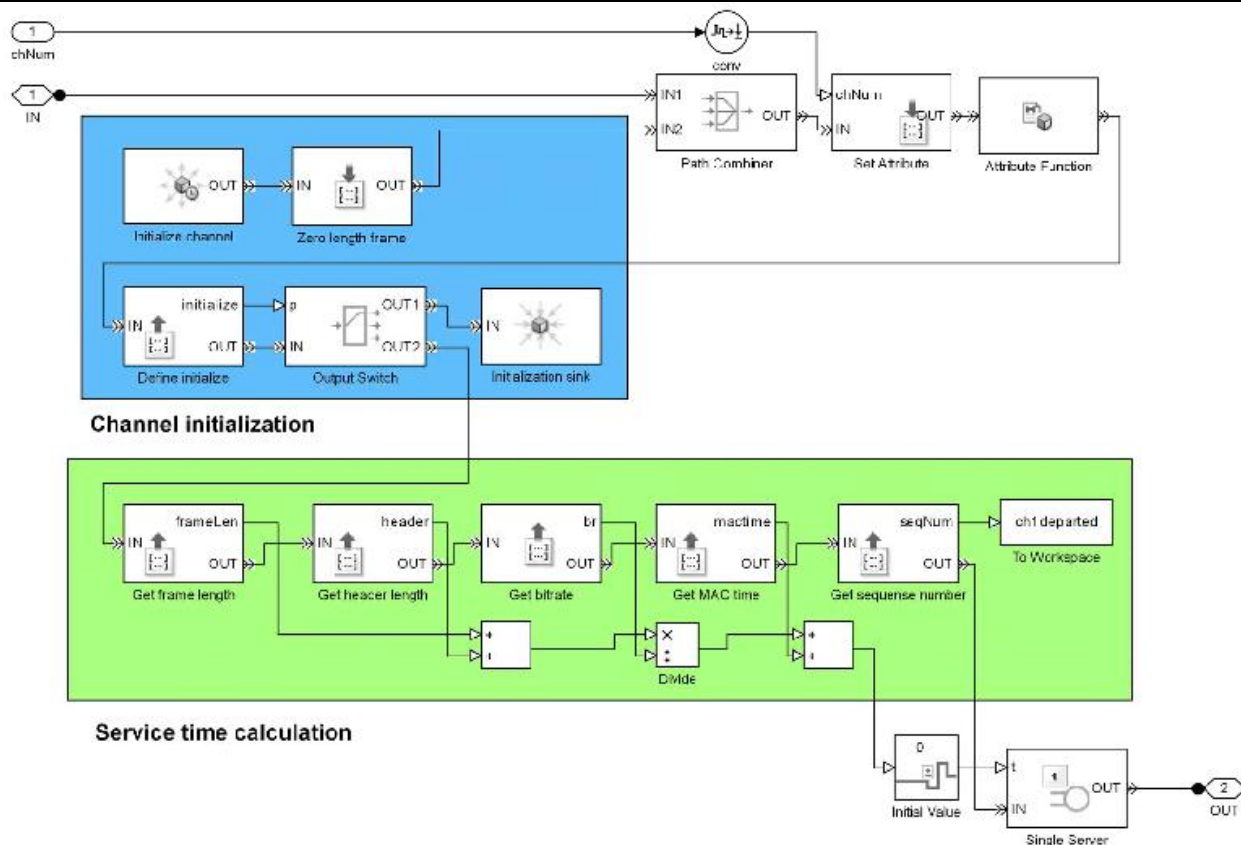 1
chNum
conv
1
IN
IN1
IN2
OUT
Path Combiner
chNum
IN
OUT
Set Attribute
Attribute Function
OUT
Initialize channel
IN
OUT
Zero length frame
IN
initialize
OUT
Define initialize
p
IN
OUT1
OUT2
Output Switch
IN
Initialization sink
Channel initialization
IN
frameLen
OUT
Get frame length
IN
header
OUT
Get heacer length
IN
br
OUT
Get bitrate
IN
mactime
OUT
Get MAC time
IN
seqNum
OUT
Get sequense number
ch1departed
To Workspace
+
+
×
÷
Divide
+
+
Service time calculation
0
Initial Value
t
IN
1
OUT
Single Server
2
OUT